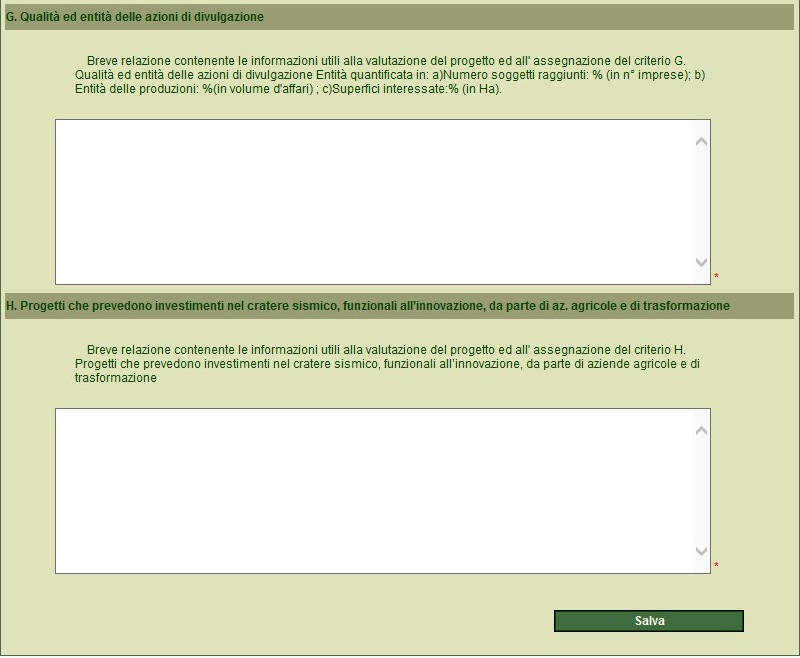 G. Qualità ed entità delle azioni di divulgazione
Breve relazione contenente le informazioni utili alla valutazione del progetto ed all' assegnazione del criterio G.
Qualità ed entità delle azioni di divulgazione Entità quantificata in: a)Numero soggetti raggiunti: % (in n° imprese); b)
Entità delle produzioni: %(in volume d'affari) ; c)Superfici interessate:% (in Ha).
*
H. Progetti che prevedono investimenti nel cratere sismico, funzionali all'innovazione, da parte di az. agricole e di trasformazione
Breve relazione contenente le informazioni utili alla valutazione del progetto ed all' assegnazione del criterio H.
Progetti che prevedono investimenti nel cratere sismico, funzionali all'innovazione, da parte di aziende agricole e di
trasformazione
*
Salva